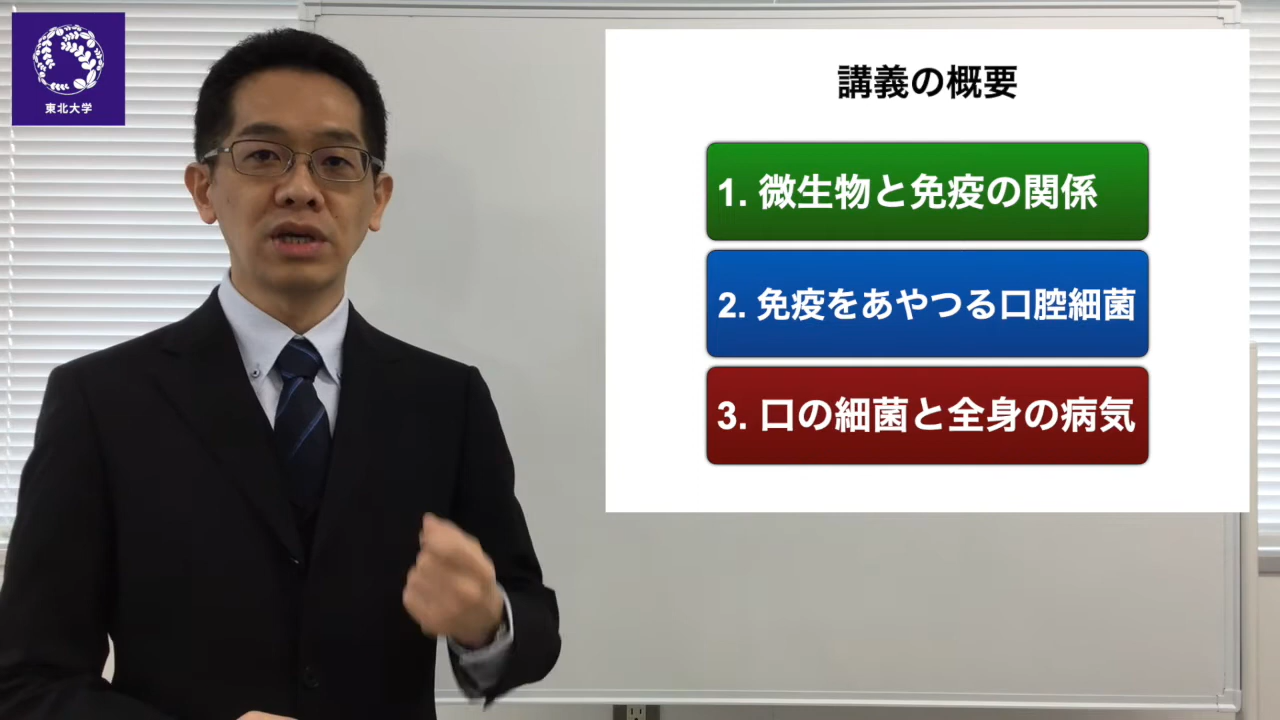 東北大学
講義の概要
1. 微生物と免疫の関係
2. 免疫をあやつる口腔細菌
3. 口の細菌と全身の病気